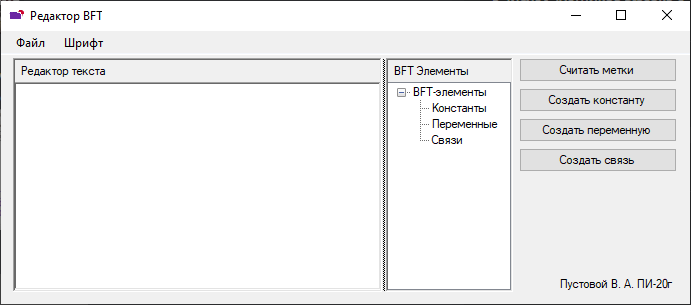 Редактор BFT
Файл Шрифт
Редактор текста
BFT Элементы
BFT-элементы
Константы
Переменные
Связи
Считать метки
Создать константу
Создать переменную
Создать связь
Пустовой В. А. ПИ-20г